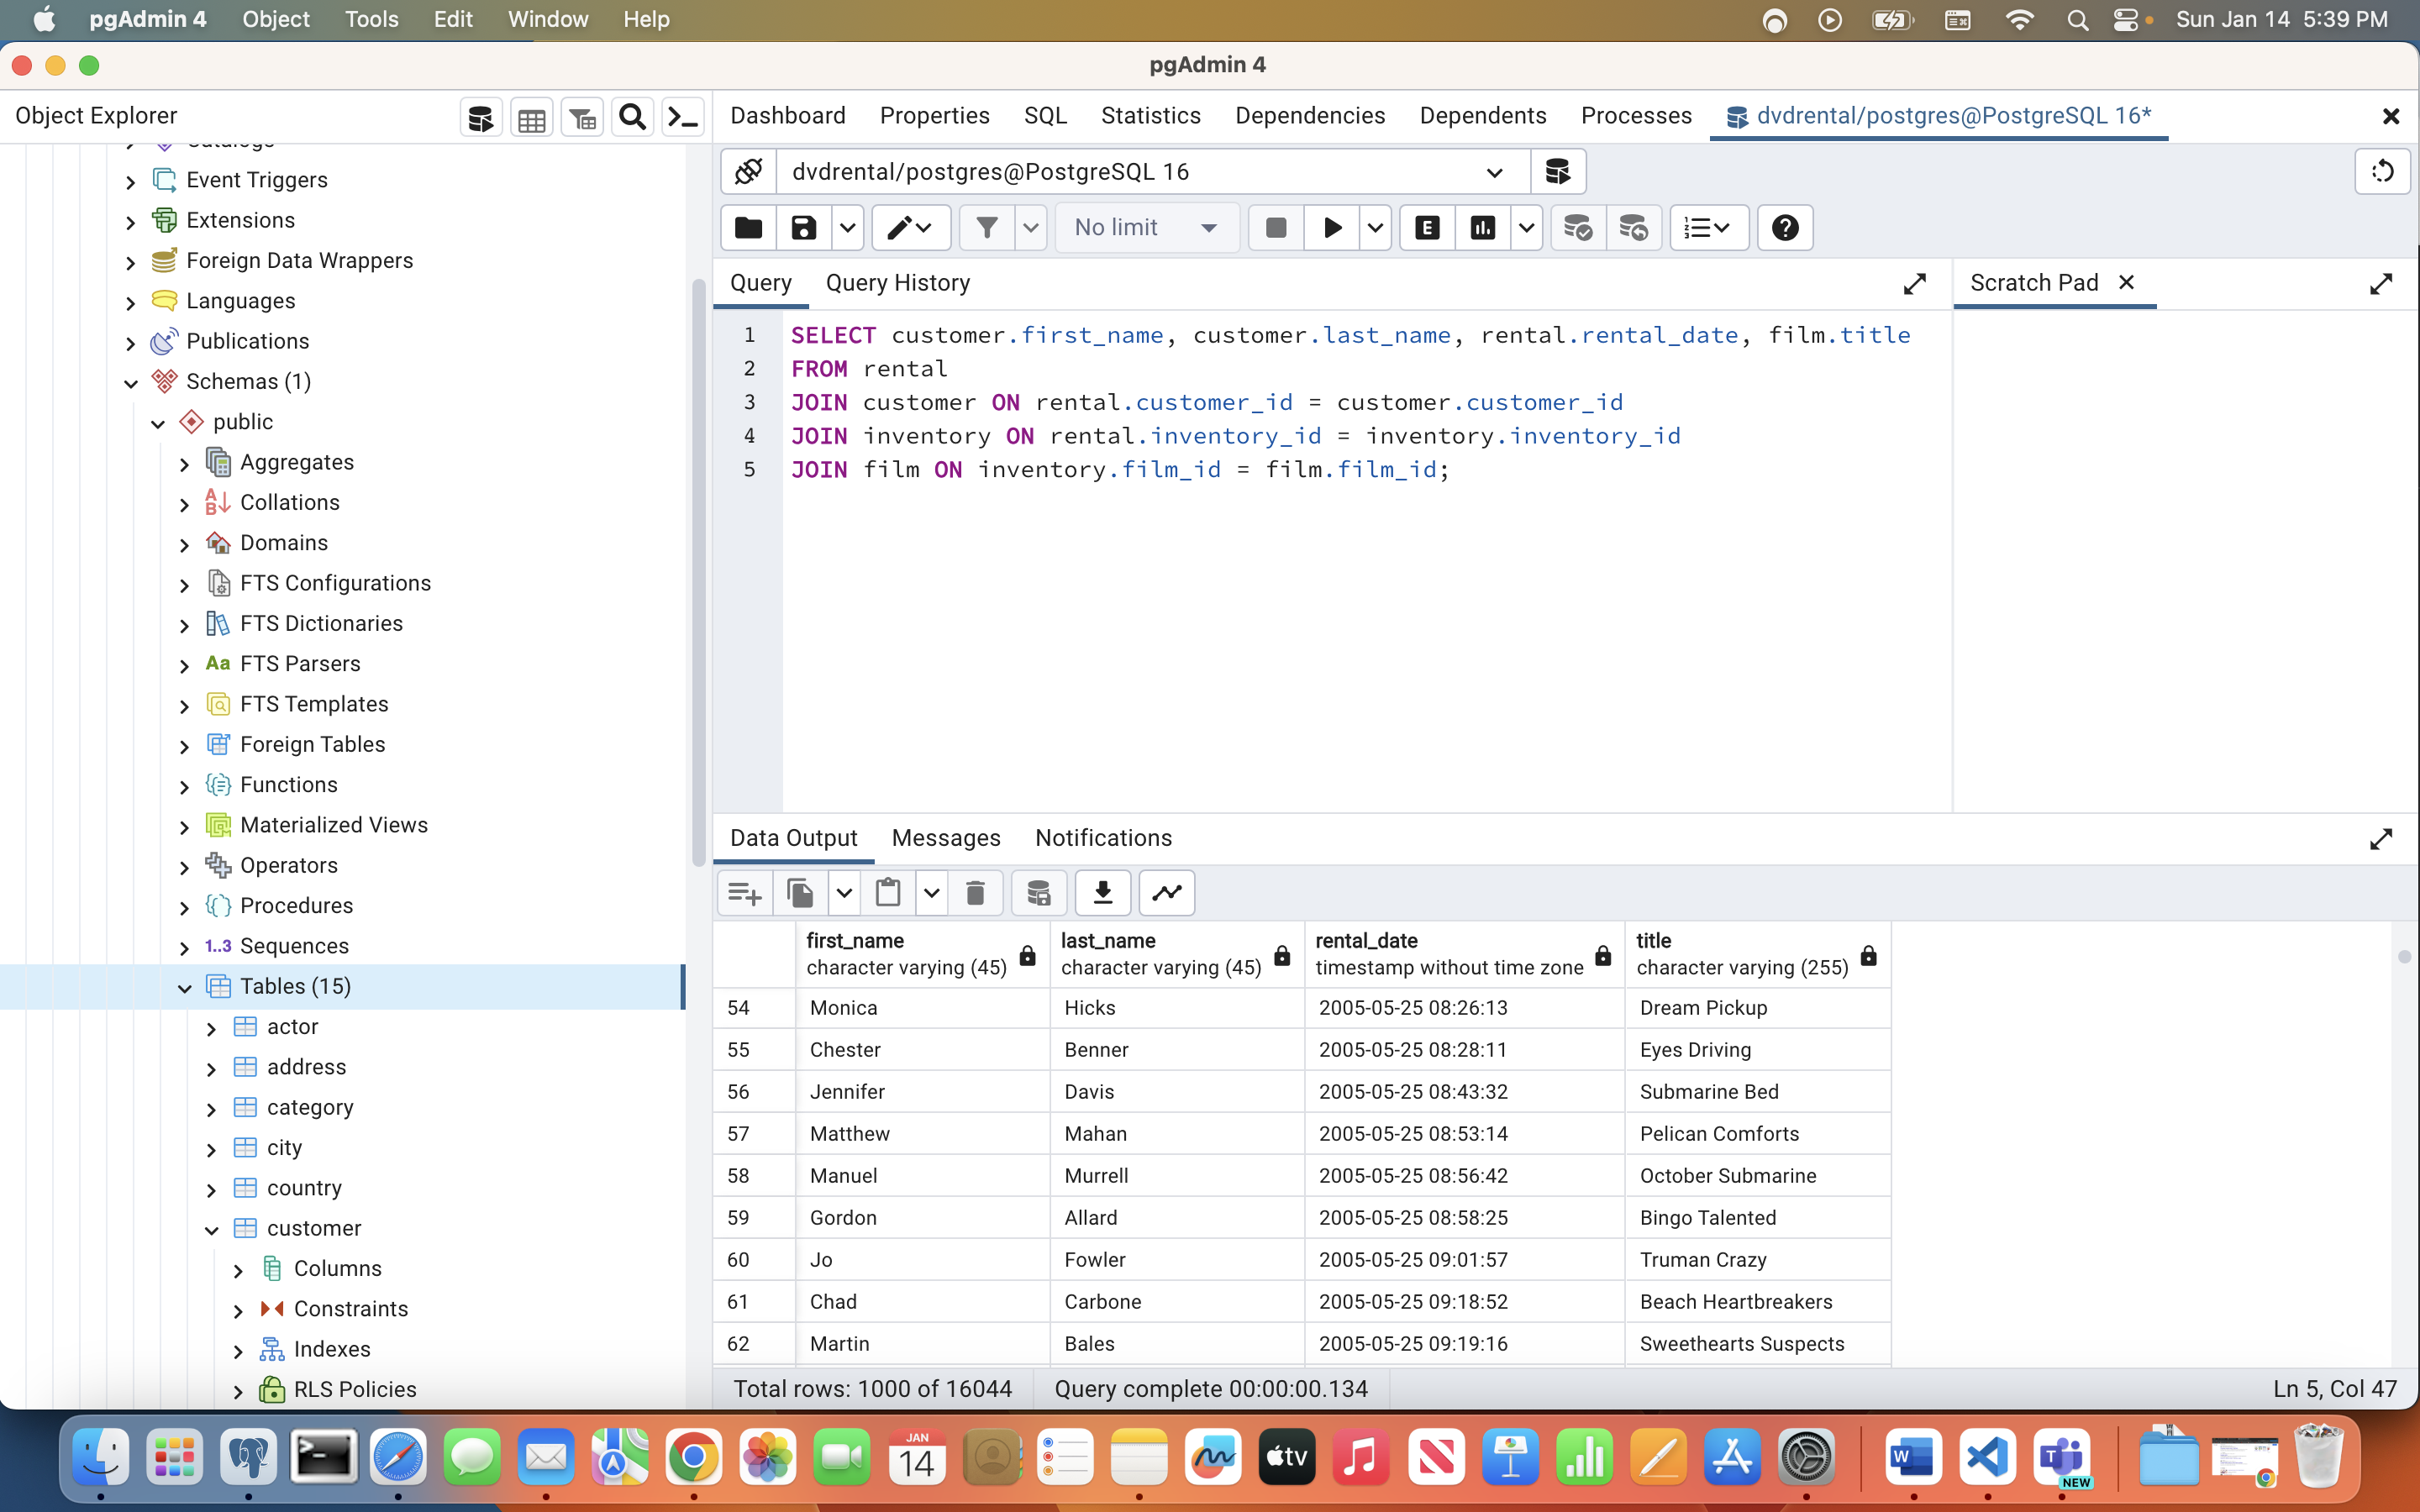 pgAdmin 4 Object Tools Edit Window Help Sun Jan 14 5:39 PM
pgAdmin 4
Object Explorer
Catalogs
Event Triggers
Extensions
Foreign Data Wrappers
Languages
Publications
Schemas (1)
public
Aggregates
Collations
Domains
FTS Configurations
FTS Dictionaries
Aa FTS Parsers
FTS Templates
Foreign Tables
Functions
Materialized Views
Operators
Procedures
1..3 Sequences
Tables (15)
actor
address
category
city
country
customer
Columns
Constraints
Indexes
RLS Policies
Dashboard Properties SQL Statistics Dependencies Dependents Processes dvdrental/postgres@PostgreSQL 16*
dvdrental/postgres@PostgreSQL 16
No limit E
Query Query History Scratch Pad
1 SELECT customer.first_name, customer.last_name, rental.rental_date, film.title
2 FROM rental
3 JOIN customer ON rental.customer_id = customer.customer_id
4 JOIN inventory ON rental.inventory_id = inventory.inventory_id
5 JOIN film ON inventory.film_id = film.film_id;
Data Output Messages Notifications
first_name last_name rental_date title
character varying (45) character varying (45) timestamp without time zone character varying (255)
54 Monica Hicks 2005-05-25 08:26:13 Dream Pickup
55 Chester Benner 2005-05-25 08:28:11 Eyes Driving
56 Jennifer Davis 2005-05-25 08:43:32 Submarine Bed
57 Matthew Mahan 2005-05-25 08:53:14 Pelican Comforts
58 Manuel Murrell 2005-05-25 08:56:42 October Submarine
59 Gordon Allard 2005-05-25 08:58:25 Bingo Talented
60 Jo Fowler 2005-05-25 09:01:57 Truman Crazy
61 Chad Carbone 2005-05-25 09:18:52 Beach Heartbreakers
62 Martin Bales 2005-05-25 09:19:16 Sweethearts Suspects
Total rows: 1000 of 16044 Query complete 00:00:00.134 Ln 5, Col 47
JAN
14
tv
W
T
NEW